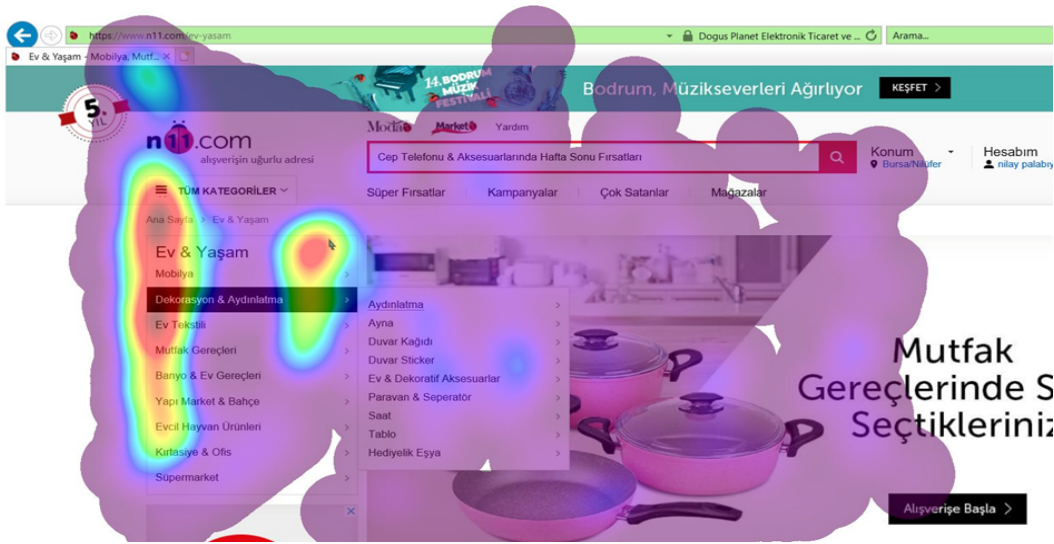 https://www.n11.com/ev-yasam
Dogus Planet Elektronik Ticaret ve ...
Arama...
Ev & Yaşam - Mobilya, Mutf...
14. BODRUM
MÜZİK
FESTİVALİ
Bodrum, Müzikseverleri Ağırlıyor
KEŞFET >
5.
YIL
n11.com
alışverişin uğurlu adresi
Moda
Market
Yardım
Cep Telefonu & Aksesuarlarında Hafta Sonu Fırsatları
Konum
Bursa/Nilüfer
Hesabım
nilay palabıy
TÜM KATEGORİLER
Süper Fırsatlar
Kampanyalar
Çok Satanlar
Mağazalar
Ana Sayfa > Ev & Yaşam
Ev & Yaşam
Mobilya >
Dekorasyon & Aydınlatma >
Ev Tekstili >
Mutfak Gereçleri >
Banyo & Ev Gereçleri >
Yapı Market & Bahçe >
Evcil Hayvan Ürünleri >
Kırtasiye & Ofis >
Süpermarket >
Aydınlatma >
Ayna >
Duvar Kağıdı >
Duvar Sticker >
Ev & Dekoratif Aksesuarlar >
Paravan & Seperatör >
Saat >
Tablo >
Hediyelik Eşya >
Mutfak
Gereçlerinde S
Seçtikleriniz
Alışverişe Başla >